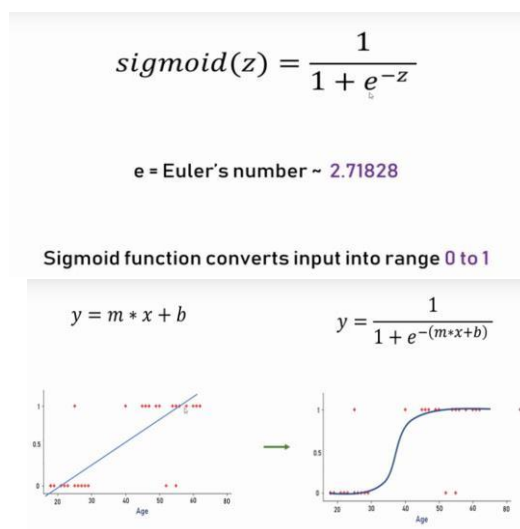 sigmoid(z) = 1 / (1 + e^{-z})
e = Euler's number ~ 2.71828
Sigmoid function converts input into range 0 to 1
y = m * x + b
y = 1 / (1 + e^{-(m*x+b)})
1
0.5
0
20 30 40 50 60 80
Age
1
0.5
0
20 30 40 50 60 80
Age